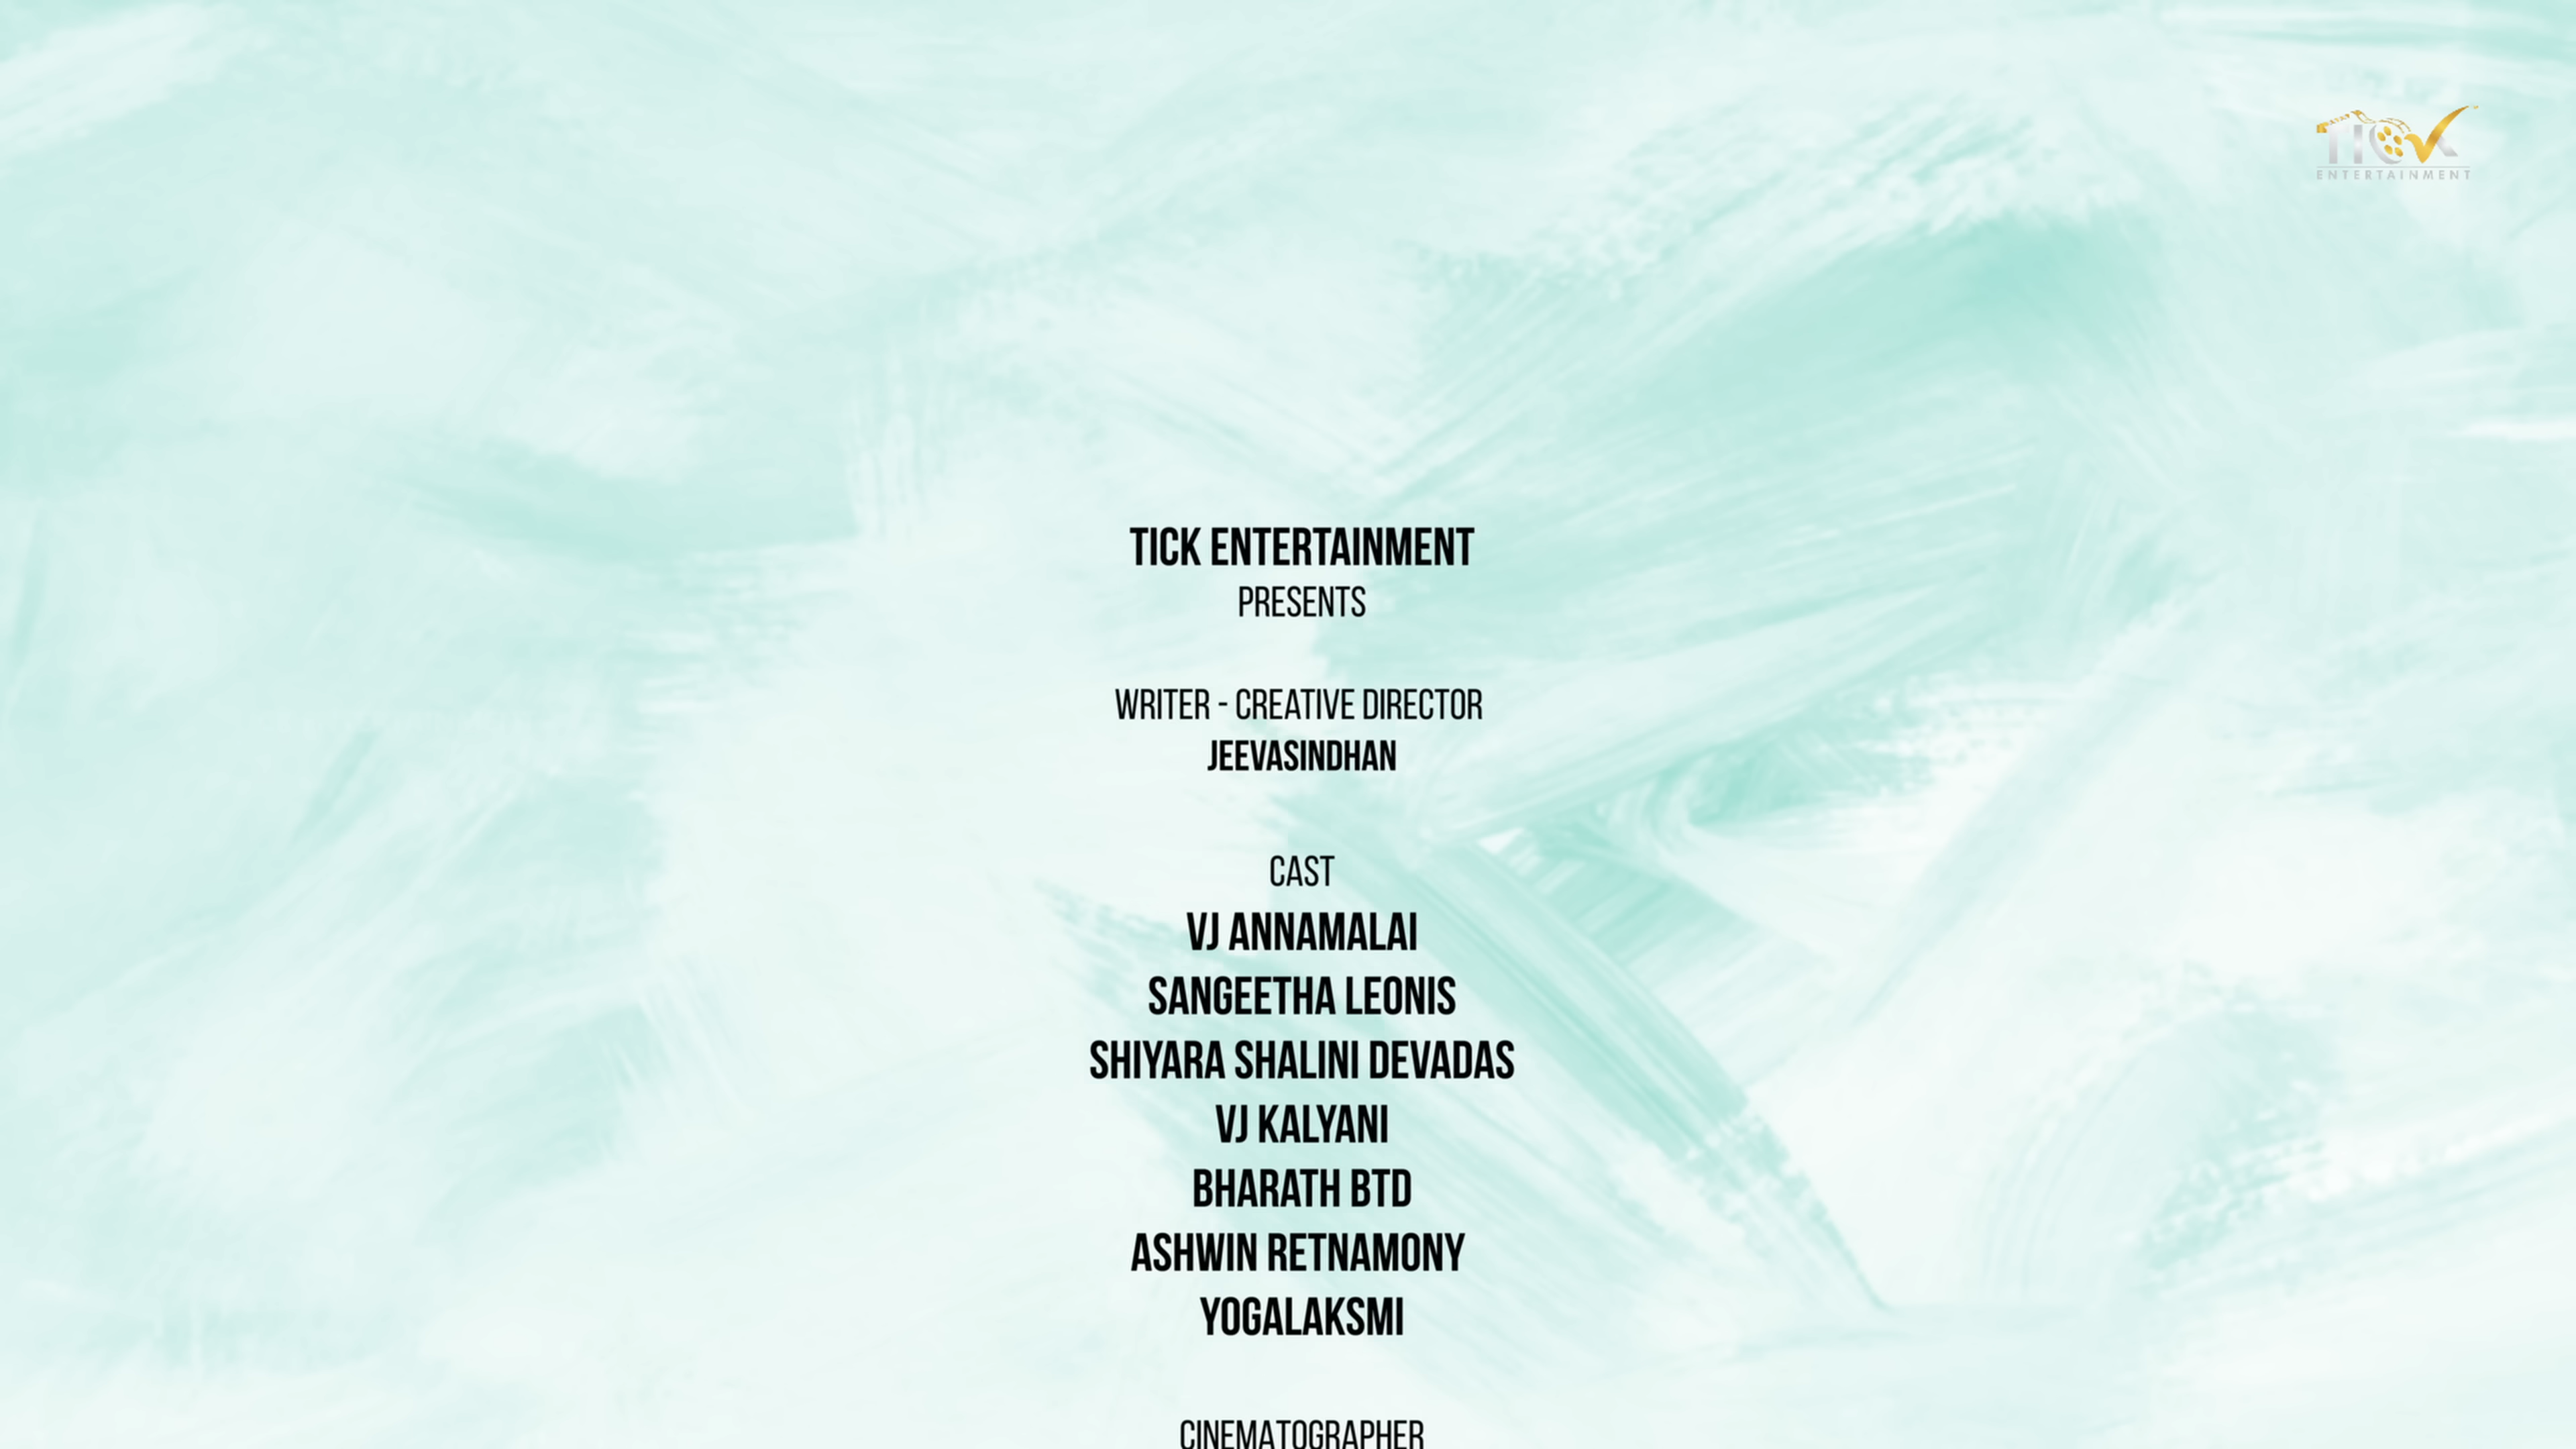 TICK
ENTERTAINMENT
TICK ENTERTAINMENT
PRESENTS
WRITER - CREATIVE DIRECTOR
JEEVASINDHAN
CAST
VJ ANNAMALAI
SANGEETHA LEONIS
SHIYARA SHALINI DEVADAS
VJ KALYANI
BHARATH BTD
ASHWIN RETNAMONY
YOGALAKSMI
CINEMATOGRAPHER